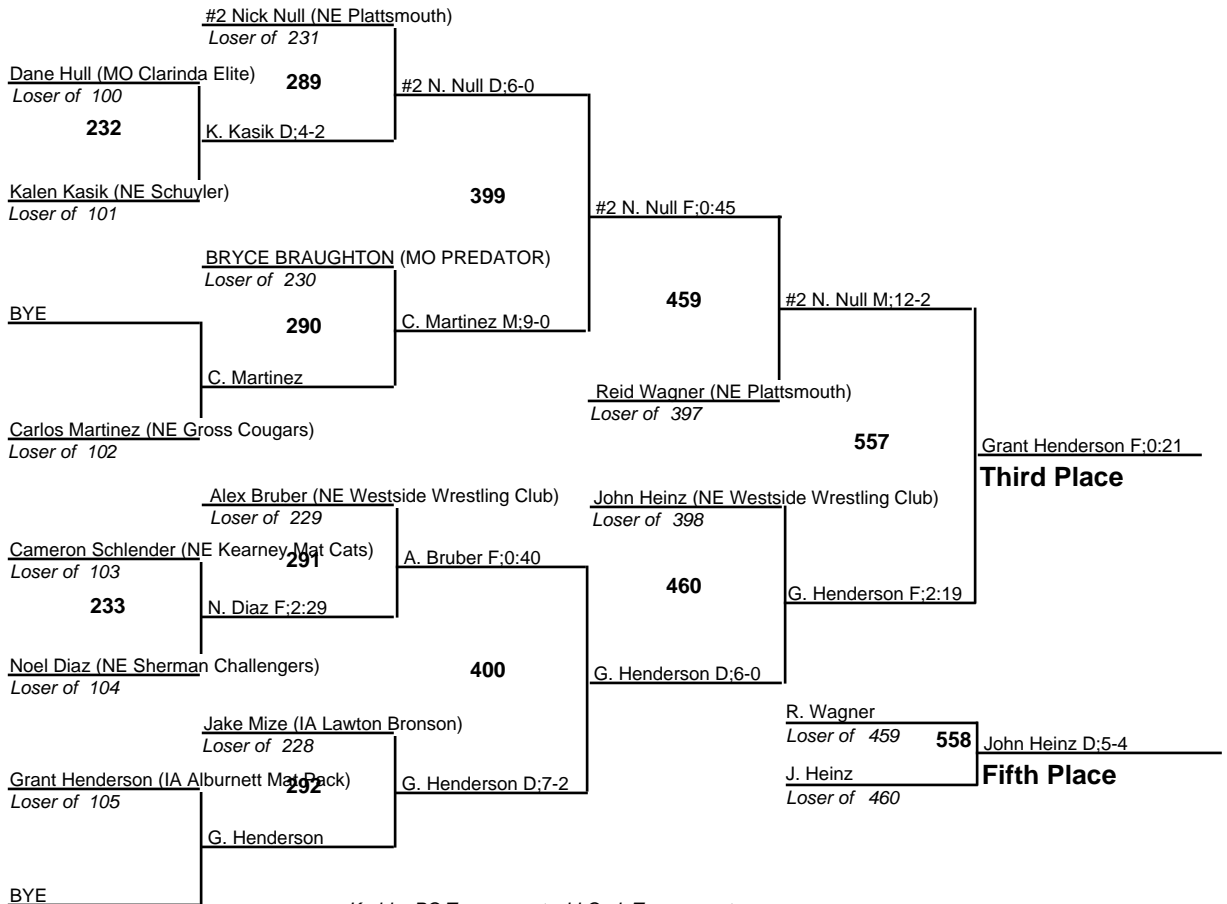 #2 Nick Null (NE Plattsmouth)
Loser of 231
Dane Hull (MO Clarinda Elite)
Loser of 100
289
#2 N. Null D;6-0
232
K. Kasik D;4-2
Kalen Kasik (NE Schuyler)
Loser of 101
399
#2 N. Null F;0:45
BRYCE BRAUGHTON (MO PREDATOR)
Loser of 230
459
#2 N. Null M;12-2
BYE
290
C. Martinez M;9-0
C. Martinez
Reid Wagner (NE Plattsmouth)
Loser of 397
Carlos Martinez (NE Gross Cougars)
Loser of 102
557
Grant Henderson F;0:21
Third Place
Alex Bruber (NE Westside Wrestling Club)
Loser of 229
John Heinz (NE Westside Wrestling Club)
Loser of 398
Cameron Schlender (NE Kearney Mat Cats)
Loser of 103
291
A. Bruber F;0:40
460
233
N. Diaz F;2:29
G. Henderson F;2:19
Noel Diaz (NE Sherman Challengers)
Loser of 104
400
G. Henderson D;6-0
Jake Mize (IA Lawton Bronson)
Loser of 228
R. Wagner
Loser of 459
558
John Heinz D;5-4
Fifth Place
Grant Henderson (IA Alburnett Mat Pack)
Loser of 105
292
G. Henderson D;7-2
J. Heinz
Loser of 460
G. Henderson
BYE